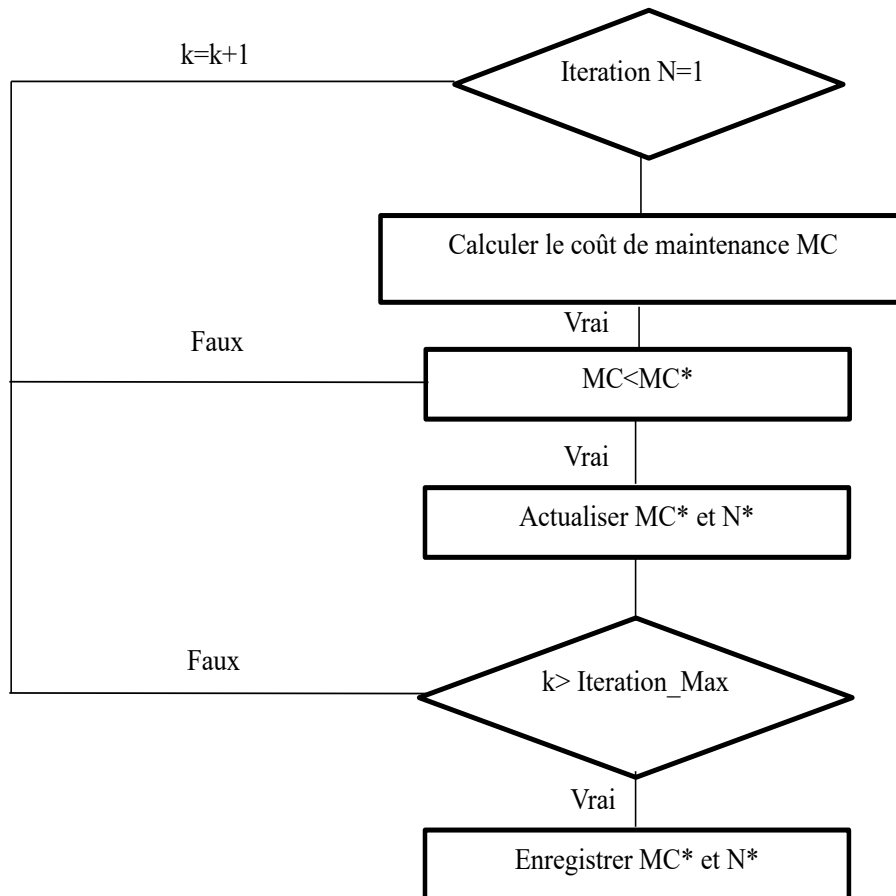 k=k+1
Iteration N=1
Calculer le coût de maintenance MC
Vrai
Faux
MC<MC*
Vrai
Actualiser MC* et N*
Faux
k> Iteration_Max
Vrai
Enregistrer MC* et N*